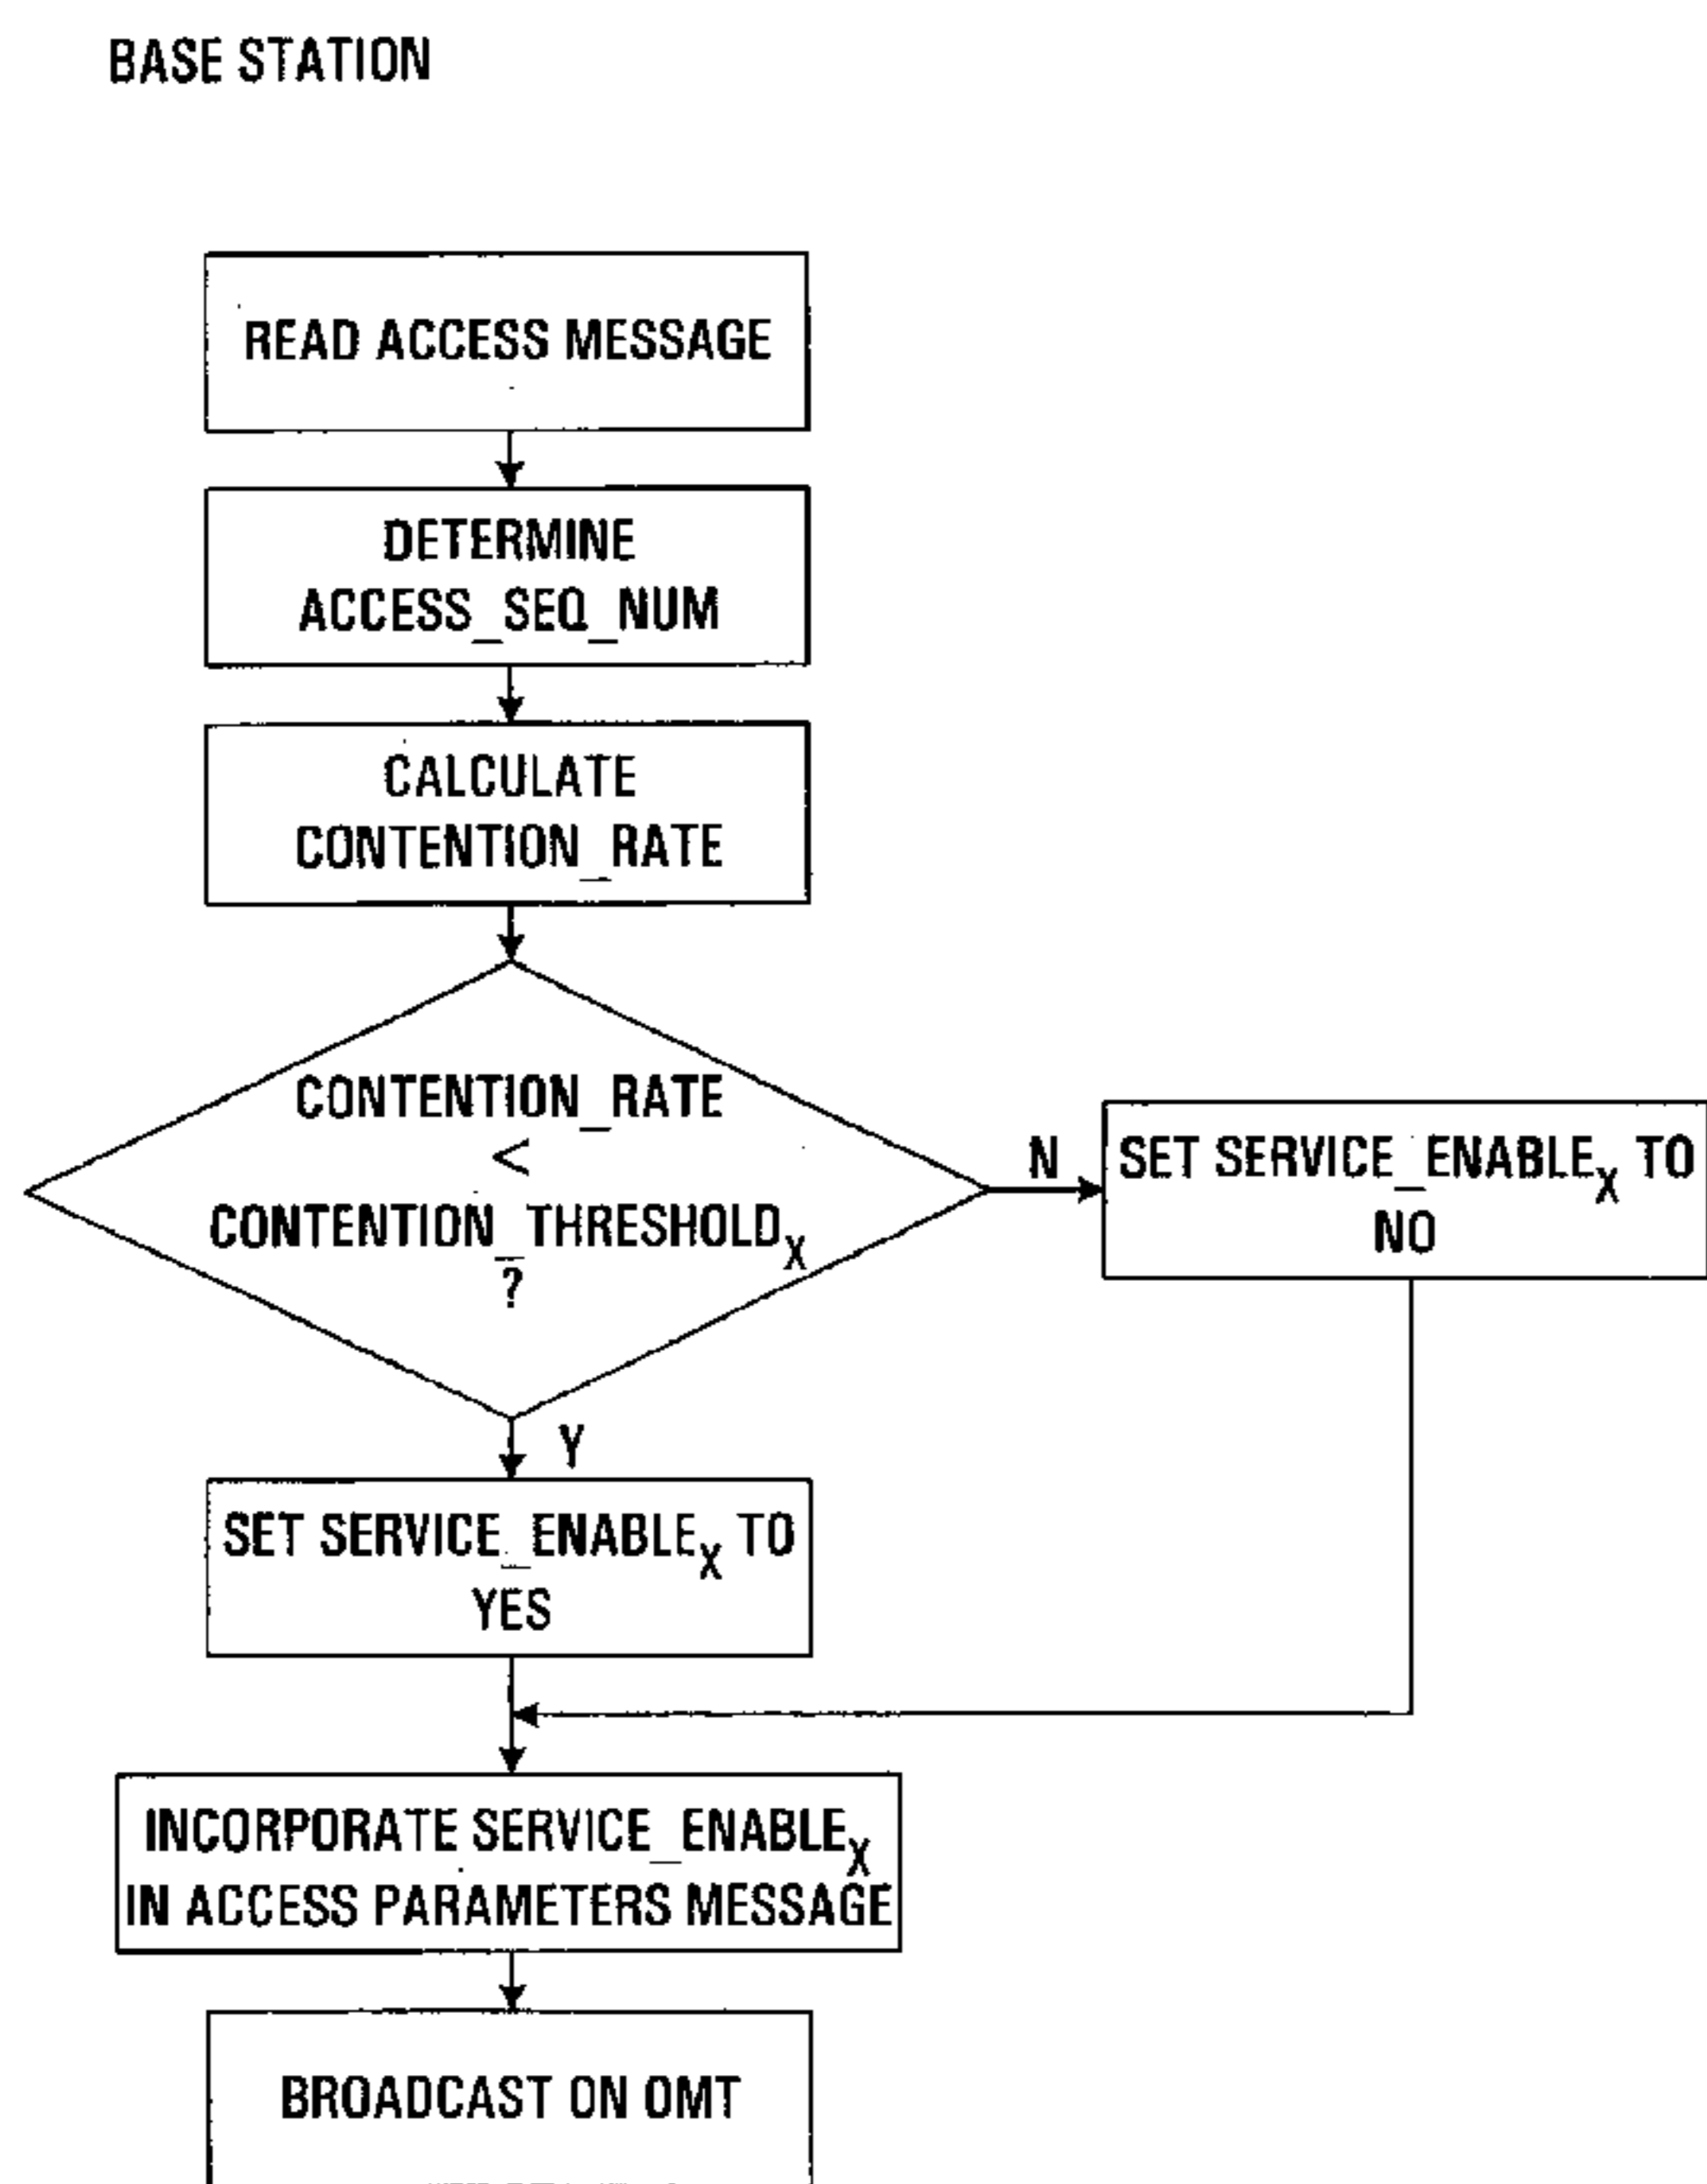 BASE STATION
READ ACCESS MESSAGE
DETERMINE
ACCESS_SEQ_NUM
CALCULATE
CONTENTION_RATE
CONTENTION_RATE
<
CONTENTION_THRESHOLDX
?
N
SET SERVICE_ENABLEX TO
NO
Y
SET SERVICE_ENABLEX TO
YES
INCORPORATE SERVICE_ENABLEX
IN ACCESS PARAMETERS MESSAGE
BROADCAST ON OMT